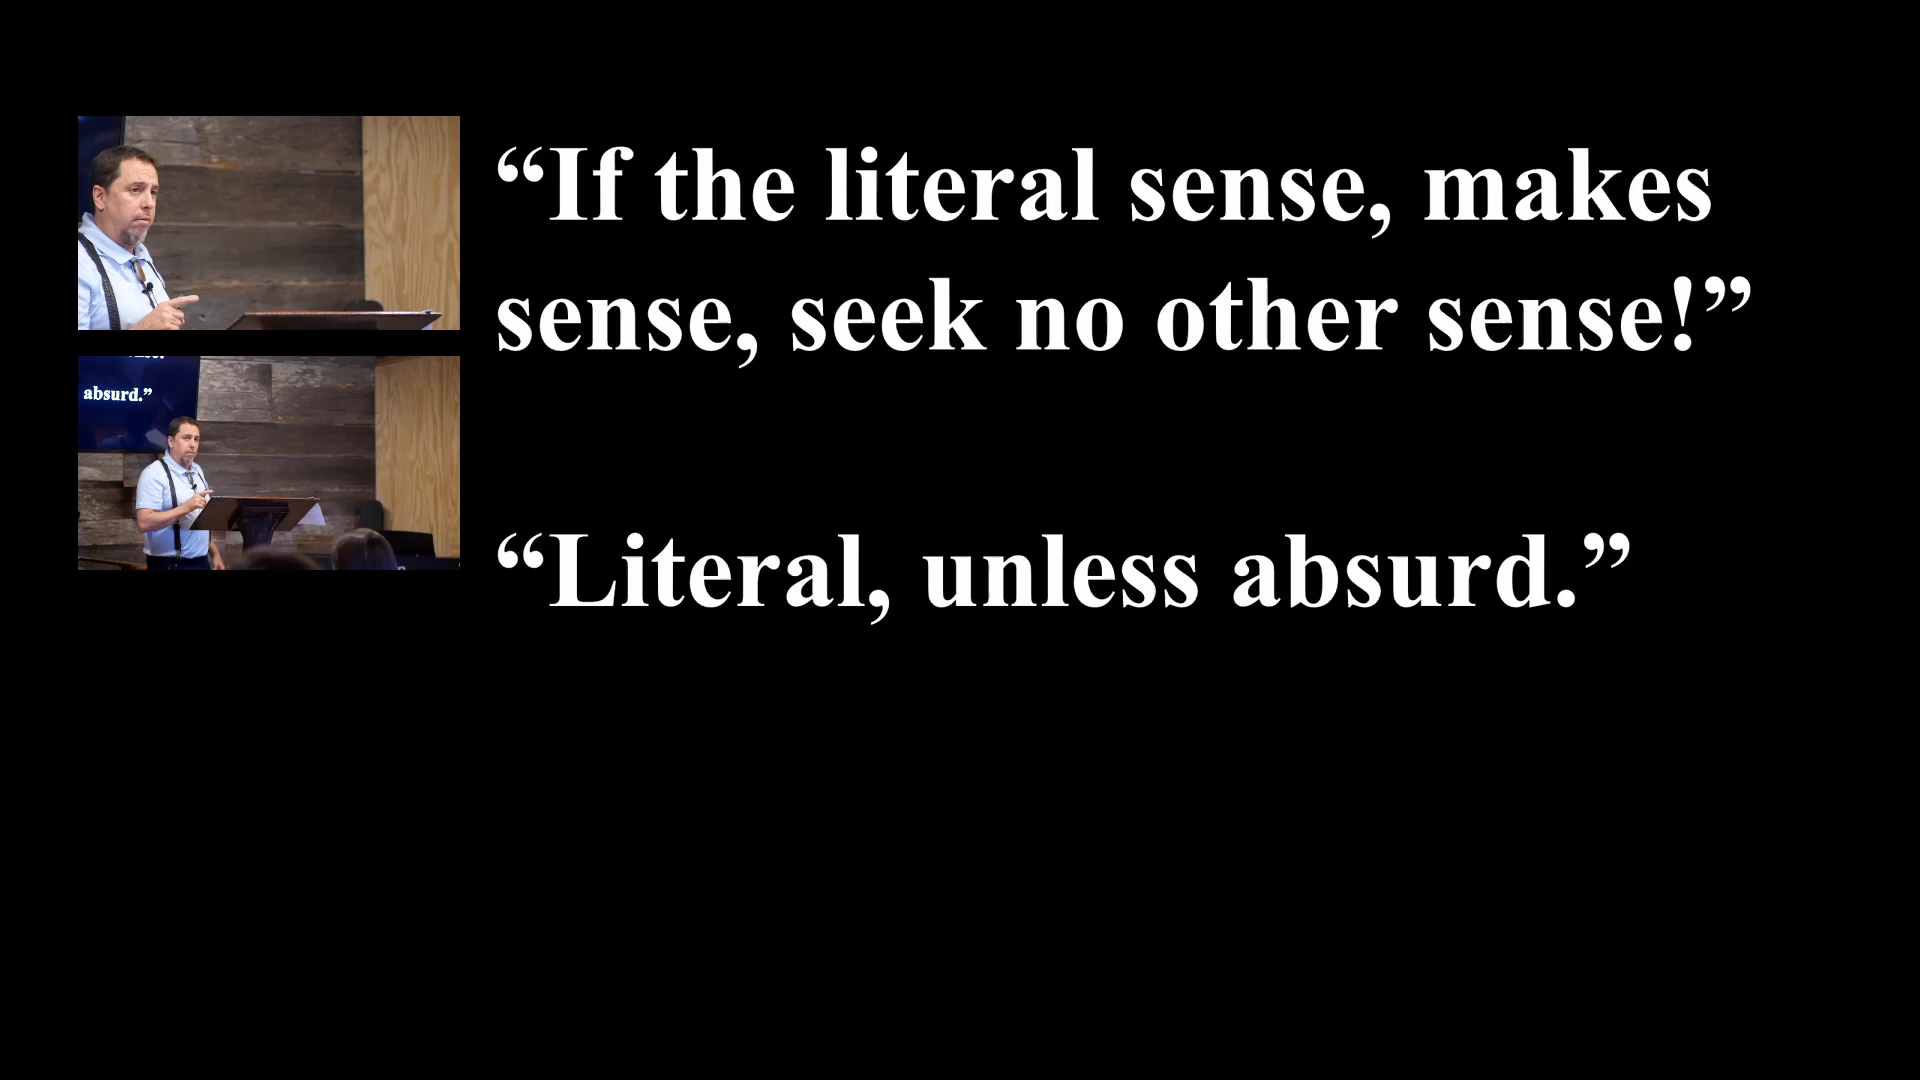 “If the literal sense, makes
sense, seek no other sense!”
“Literal, unless absurd.”
absurd.”